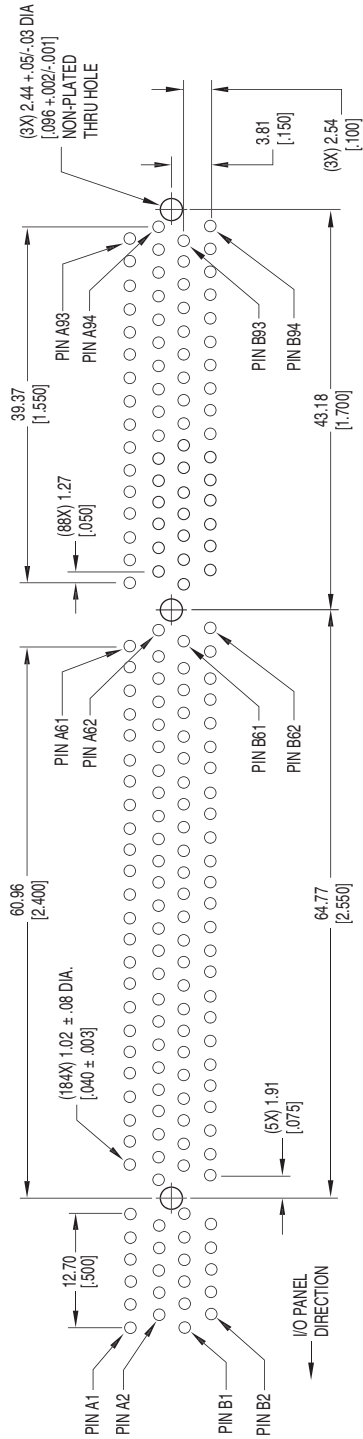 (3X) 2.44 +.05/-.03 DIA
[.096 +.002/-.001]
NON-PLATED
THRU HOLE
39.37
[1.550]
(88X) 1.27
[.050]
PIN A93
PIN A94
3.81
[.150]
(3X) 2.54
[.100]
PIN B93
PIN B94
43.18
[1.700]
60.96
[2.400]
PIN A61
PIN A62
(184X) 1.02 ± .08 DIA.
[.040 ± .003]
PIN B61
PIN B62
64.77
[2.550]
(5X) 1.91
[.075]
12.70
[.500]
PIN A1
PIN A2
PIN B1
PIN B2
I/O PANEL
DIRECTION